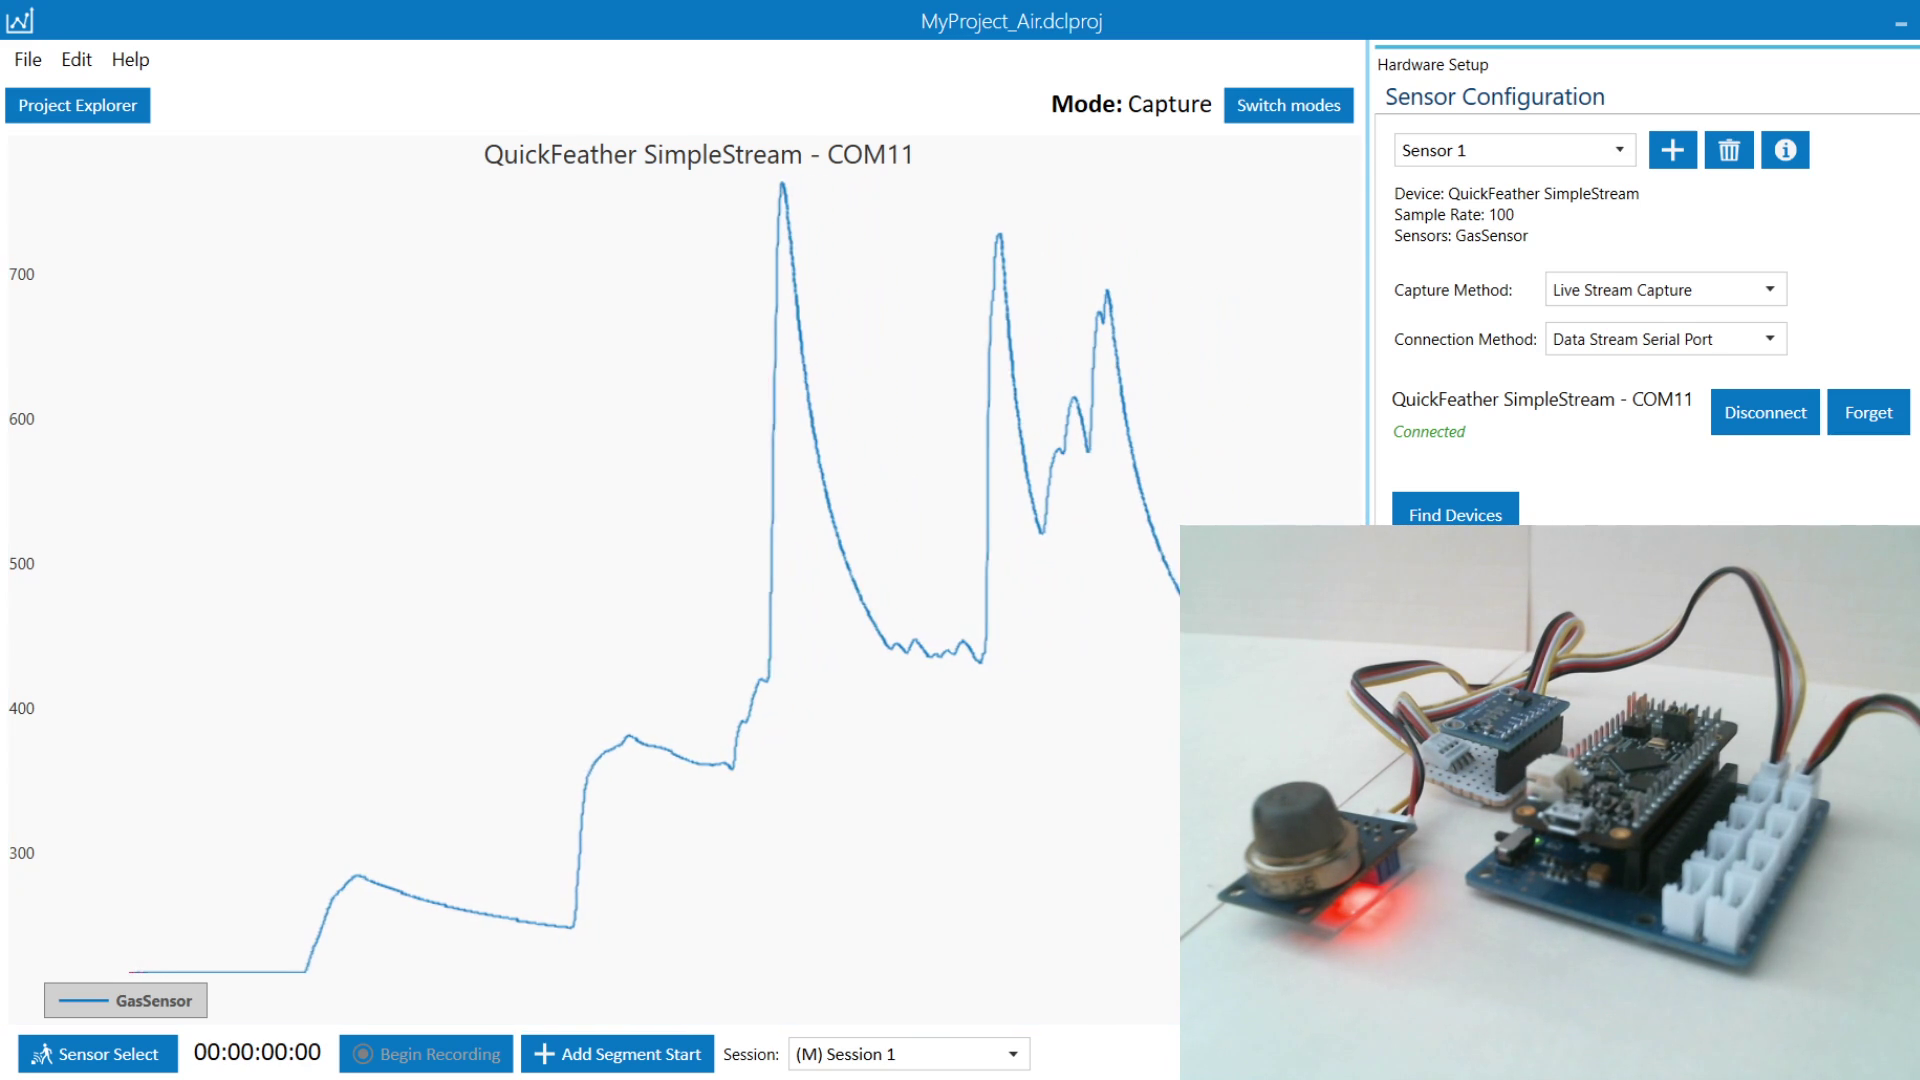 MyProject_Air.dclproj
File Edit Help
Project Explorer
Mode: Capture
Switch modes
QuickFeather SimpleStream - COM11
700
600
500
400
300
GasSensor
Sensor Select
00:00:00:00
Begin Recording
Add Segment Start
Session:
(M) Session 1
Hardware Setup
Sensor Configuration
Sensor 1
Device: QuickFeather SimpleStream
Sample Rate: 100
Sensors: GasSensor
Capture Method:
Live Stream Capture
Connection Method:
Data Stream Serial Port
QuickFeather SimpleStream - COM11
Connected
Disconnect
Forget
Find Devices